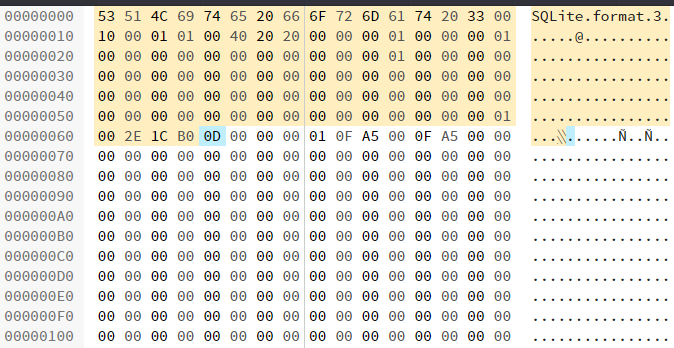 00000000 53 51 4C 69 74 65 20 66 6F 72 6D 61 74 20 33 00 SQLite.format.3.
00000010 10 00 01 01 00 40 20 20 00 00 00 01 00 00 00 01 .....@..........
00000020 00 00 00 00 00 00 00 00 00 00 00 01 00 00 00 00 ................
00000030 00 00 00 00 00 00 00 00 00 00 00 00 00 00 00 00 ................
00000040 00 00 00 00 00 00 00 00 00 00 00 00 00 00 00 00 ................
00000050 00 00 00 00 00 00 00 00 00 00 00 00 00 00 00 01 ................
00000060 00 2E 1C B0 0D 00 00 00 01 0F A5 00 0F A5 00 00 ...░......Ñ..Ñ..
00000070 00 00 00 00 00 00 00 00 00 00 00 00 00 00 00 00 ................
00000080 00 00 00 00 00 00 00 00 00 00 00 00 00 00 00 00 ................
00000090 00 00 00 00 00 00 00 00 00 00 00 00 00 00 00 00 ................
000000A0 00 00 00 00 00 00 00 00 00 00 00 00 00 00 00 00 ................
000000B0 00 00 00 00 00 00 00 00 00 00 00 00 00 00 00 00 ................
000000C0 00 00 00 00 00 00 00 00 00 00 00 00 00 00 00 00 ................
000000D0 00 00 00 00 00 00 00 00 00 00 00 00 00 00 00 00 ................
000000E0 00 00 00 00 00 00 00 00 00 00 00 00 00 00 00 00 ................
000000F0 00 00 00 00 00 00 00 00 00 00 00 00 00 00 00 00 ................
00000100 00 00 00 00 00 00 00 00 00 00 00 00 00 00 00 00 ................